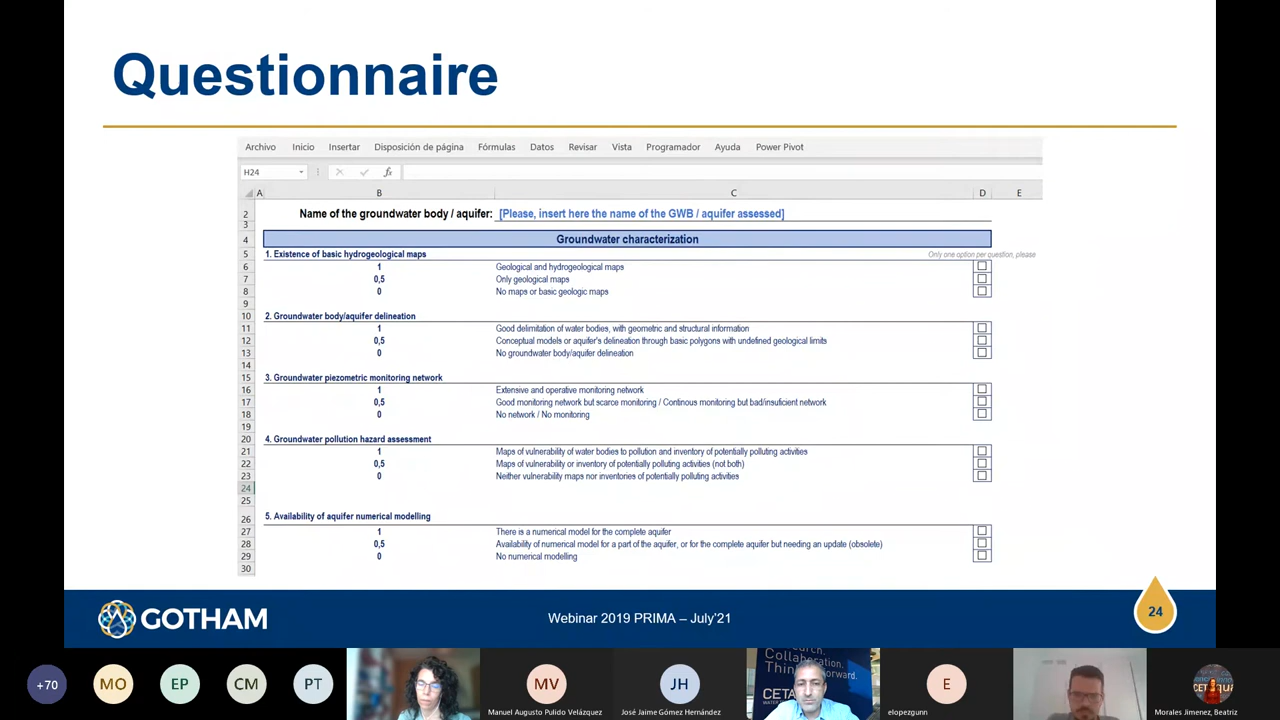 Questionnaire
Archivo Inicio Insertar Disposición de página Fórmulas Datos Revisar Vista Programador Ayuda Power Pivot
H24 fx
A B C D E
2 Name of the groundwater body / aquifer: [Please, insert here the name of the GWB / aquifer assessed]
3
4 Groundwater characterization
5 1. Existence of basic hydrogeological maps Only one option per question, please
6 1 Geological and hydrogeological maps
7 0,5 Only geological maps
8 0 No maps or basic geologic maps
9
10 2. Groundwater body/aquifer delineation
11 1 Good delimitation of water bodies, with geometric and structural information
12 0,5 Conceptual models or aquifer's delineation through basic polygons with undefined geological limits
13 0 No groundwater body/aquifer delineation
14
15 3. Groundwater piezometric monitoring network
16 1 Extensive and operative monitoring network
17 0,5 Good monitoring network but scarce monitoring / Continous monitoring but bad/insuficient network
18 0 No network / No monitoring
19
20 4. Groundwater pollution hazard assessment
21 1 Maps of vulnerability of water bodies to pollution and inventory of potentially polluting activities
22 0,5 Maps of vulnerability or inventory of potentially polluting activities (not both)
23 0 Neither vulnerability maps nor inventories of potentially polluting activities
24
25
26 5. Availability of aquifer numerical modelling
27 1 There is a numerical model for the complete aquifer
28 0,5 Availability of numerical model for a part of the aquifer, or for the complete aquifer but needing an update (obsolete)
29 0 No numerical modelling
30
GOTHAM
Webinar 2019 PRIMA – July'21
24
+70 MO EP CM PT MV JH E
Collaboration.
CETA
Manuel Augusto Pulido Velázquez
José Jaime Gómez Hernández
elopezgunn
Morales Jimenez, Beatriz